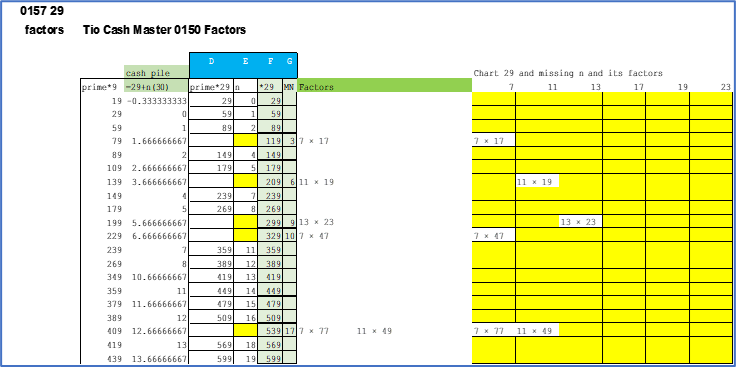 0157 29
factors Tio Cash Master 0150 Factors
D E F G
cash pile Chart 29 and missing n and its factors
prime*9 =29+n(30) prime*29 n *29 MN Factors 7 11 13 17 19 23
19 -0.333333333 29 0 29
29 0 59 1 59
59 1 89 2 89
79 1.666666667 119 3 7 × 17 7 × 17
89 2 149 4 149
109 2.666666667 179 5 179
139 3.666666667 209 6 11 × 19 11 × 19
149 4 239 7 239
179 5 269 8 269
199 5.666666667 299 9 13 × 23 13 × 23
229 6.666666667 329 10 7 × 47 7 × 47
239 7 359 11 359
269 8 389 12 389
349 10.66666667 419 13 419
359 11 449 14 449
379 11.66666667 479 15 479
389 12 509 16 509
409 12.66666667 539 17 7 × 77 11 × 49 7 × 77 11 × 49
419 13 569 18 569
439 13.66666667 599 19 599